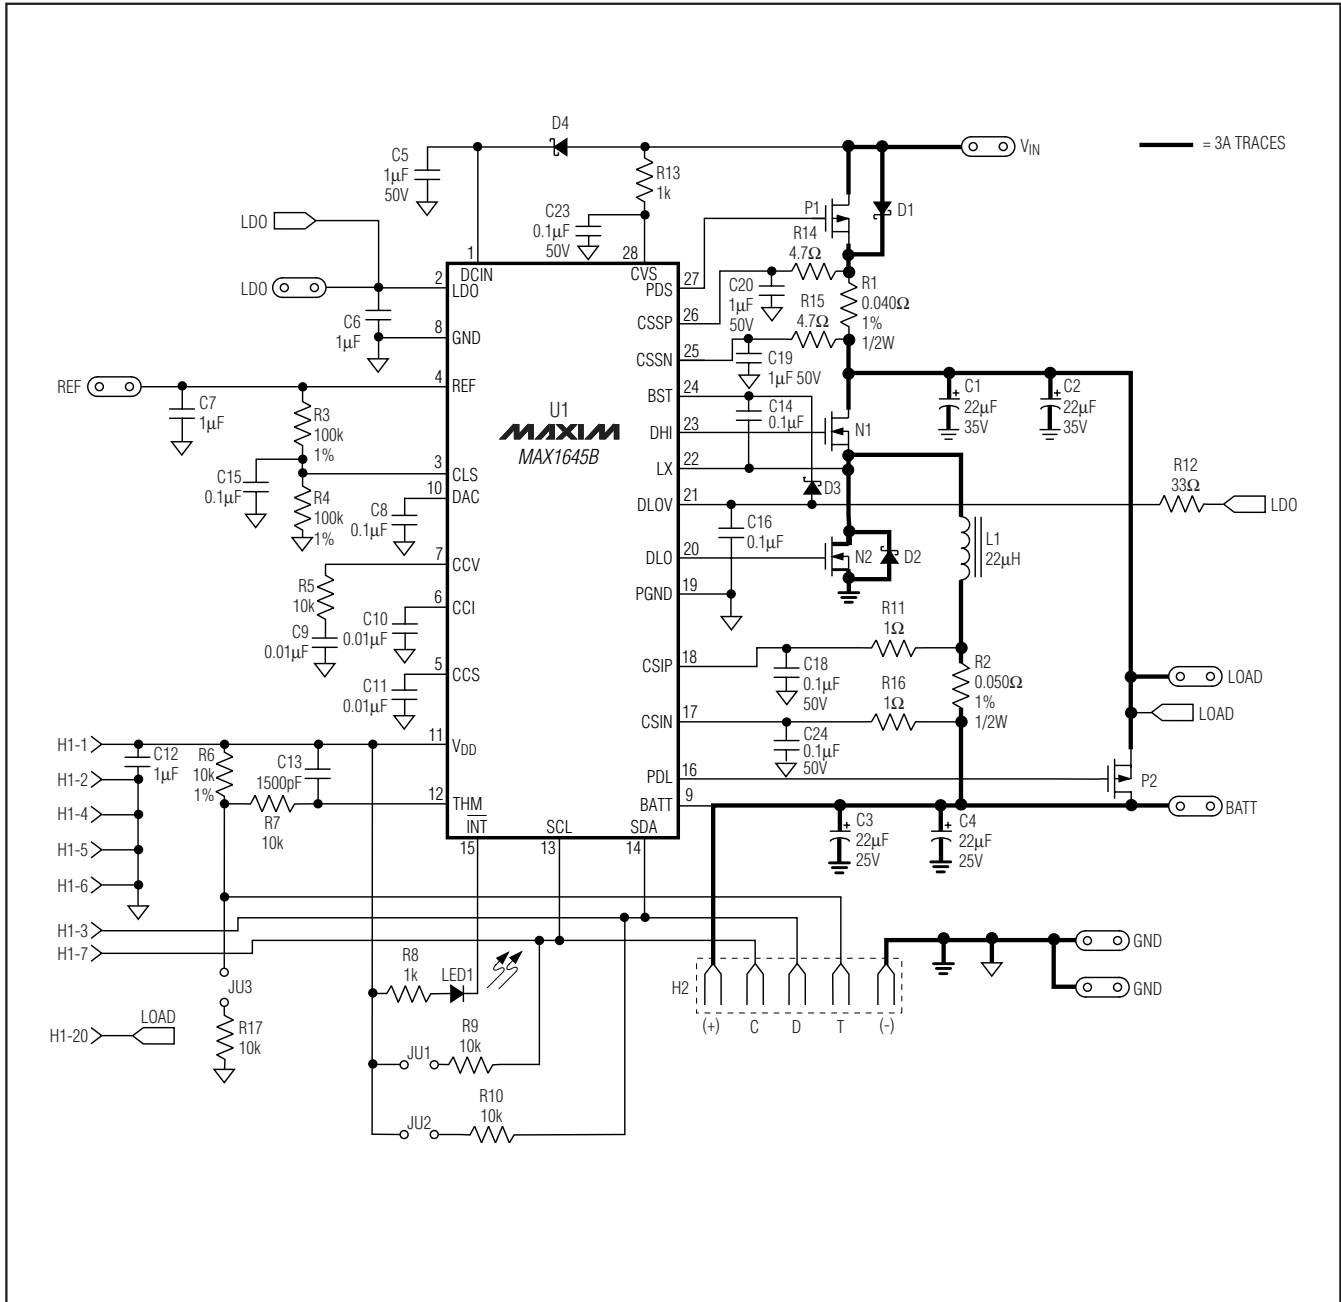 D4
C5
1µF
50V
R13
1k
VIN
= 3A TRACES
LDO
C23
0.1µF
50V
P1
D1
R14
4.7Ω
1
28
DCIN
CVS
LDO
2
LDO
27
PDS
C20
1µF
50V
R15
4.7Ω
R1
0.040Ω
1%
1/2W
C6
1µF
8
GND
26
CSSP
25
CSSN
C19
1µF 50V
REF
4
REF
C7
1µF
R3
100k
1%
U1
MAXIM
MAX1645B
24
BST
C14
0.1µF
C1
22µF
35V
C2
22µF
35V
23
DHI
N1
3
CLS
22
LX
C15
0.1µF
R4
100k
1%
10
DAC
C8
0.1µF
21
DLOV
D3
R12
33Ω
LDO
C16
0.1µF
7
CCV
20
DLO
N2
D2
L1
22µH
R5
10k
6
CCI
19
PGND
C9
0.01µF
C10
0.01µF
R11
1Ω
5
CCS
18
CSIP
C18
0.1µF
50V
R2
0.050Ω
1%
1/2W
LOAD
C11
0.01µF
R16
1Ω
17
CSIN
LOAD
H1-1
11
VDD
C12
1µF
R6
10k
1%
C13
1500pF
C24
0.1µF
50V
H1-2
16
PDL
P2
12
THM
9
BATT
BATT
H1-4
R7
10k
INT
SCL
SDA
C3
22µF
25V
C4
22µF
25V
15
13
14
H1-5
H1-6
H1-3
H1-7
GND
R8
1k
LED1
JU3
H2
GND
H1-20
LOAD
R17
10k
(+)
C
D
T
(-)
R9
10k
JU1
R10
10k
JU2